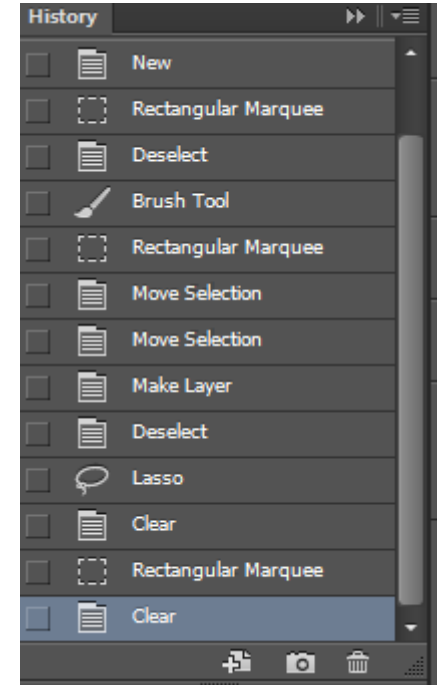 History
New
Rectangular Marquee
Deselect
Brush Tool
Rectangular Marquee
Move Selection
Move Selection
Make Layer
Deselect
Lasso
Clear
Rectangular Marquee
Clear